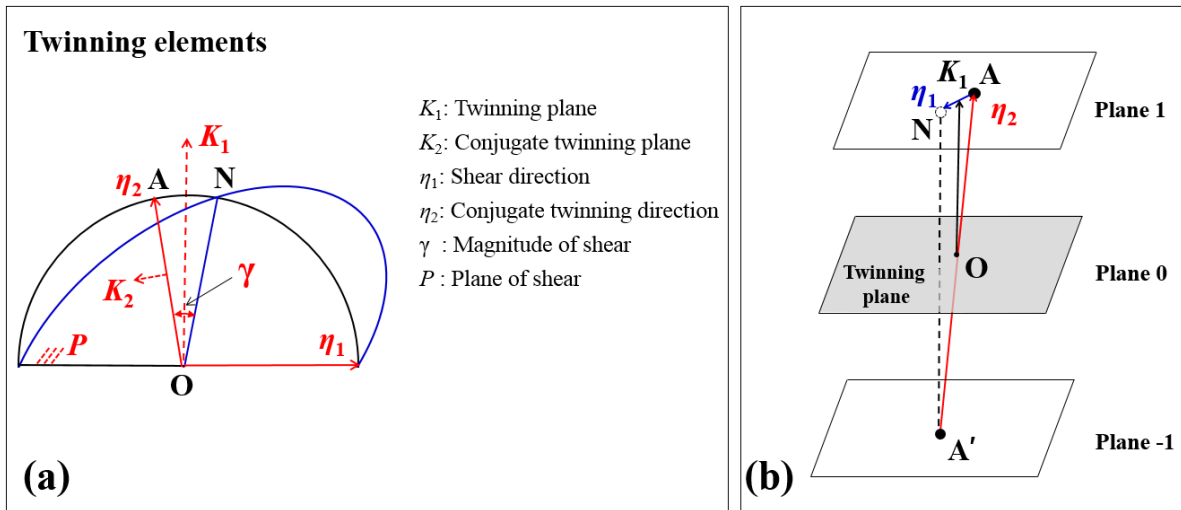 Twinning elements
K₁
η₂ A N
K₂
γ
P
η₁
O
K₁: Twinning plane
K₂: Conjugate twinning plane
η₁: Shear direction
η₂: Conjugate twinning direction
γ : Magnitude of shear
P : Plane of shear
(a)
K₁ A
η₁
η₂
N
Plane 1
O
Twinning
plane
Plane 0
A′
Plane -1
(b)